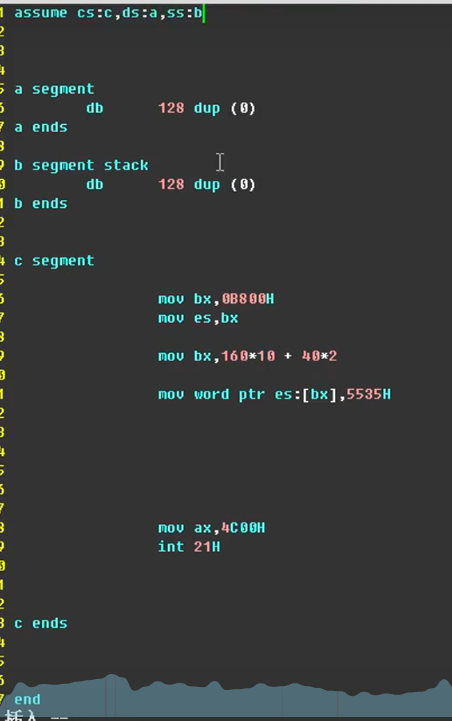 1 assume cs:c,ds:a,ss:b
2
3
4
5 a segment
6 db 128 dup (0)
7 a ends
8
9 b segment stack
0 db 128 dup (0)
1 b ends
2
3
4 c segment
5
6 mov bx,0B800H
7 mov es,bx
8
9 mov bx,160*10 + 40*2
0
1 mov word ptr es:[bx],5535H
2
3
4
5
6
7
8 mov ax,4C00H
9 int 21H
0
1
2
3 c ends
4
5
6
7 end
-- 插入 --